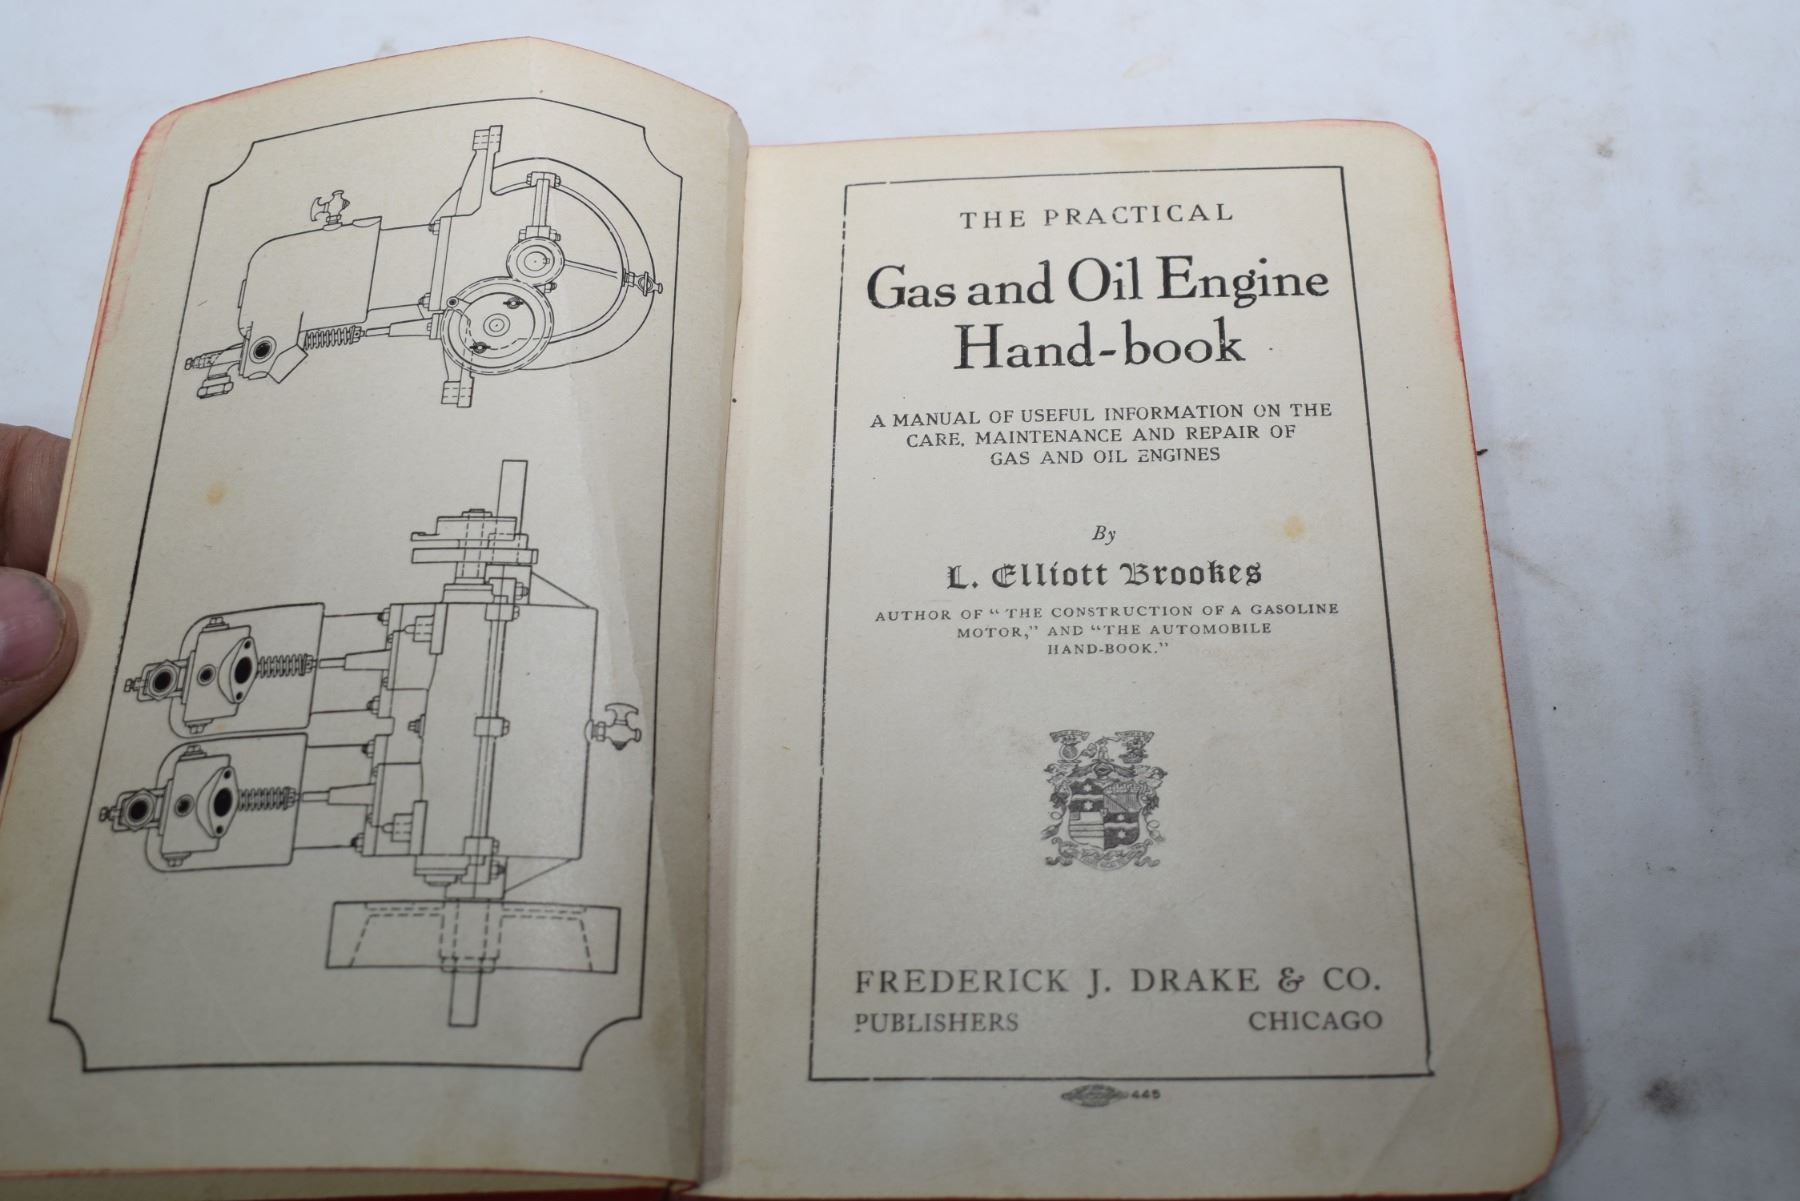 THE PRACTICAL
Gas and Oil Engine
Hand-book
A MANUAL OF USEFUL INFORMATION ON THE
CARE, MAINTENANCE AND REPAIR OF
GAS AND OIL ENGINES
By
L. Elliott Brookes
AUTHOR OF "THE CONSTRUCTION OF A GASOLINE
MOTOR," AND "THE AUTOMOBILE
HAND-BOOK."
FREDERICK J. DRAKE & CO.
PUBLISHERS CHICAGO
445